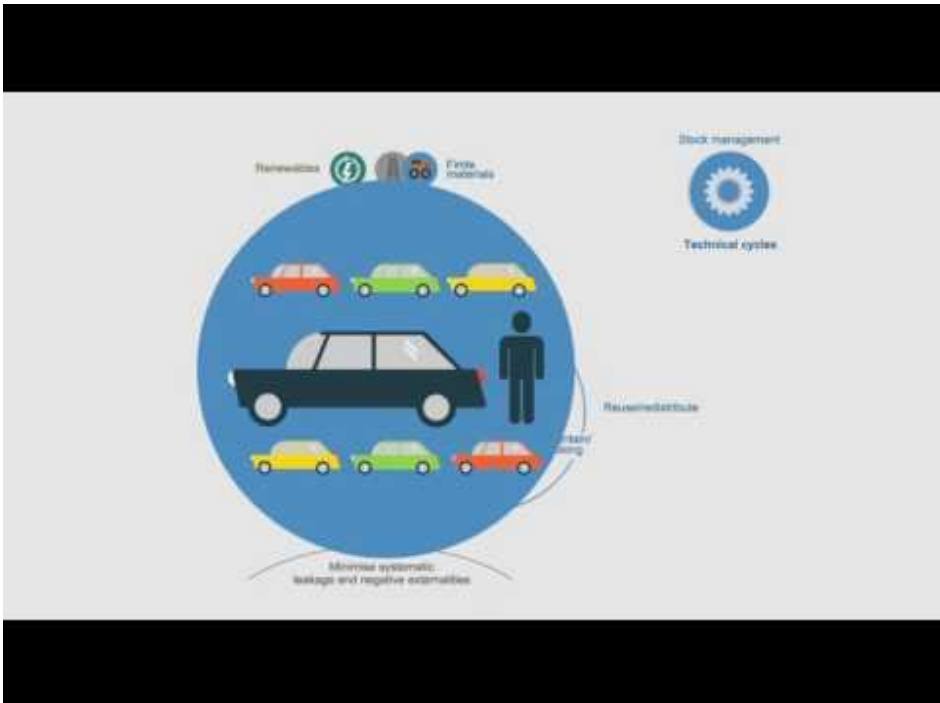 Stock management
Renewables
Finite
materials
Technical cycles
Reuse/redistribute
Minimise systematic
leakage and negative externalities